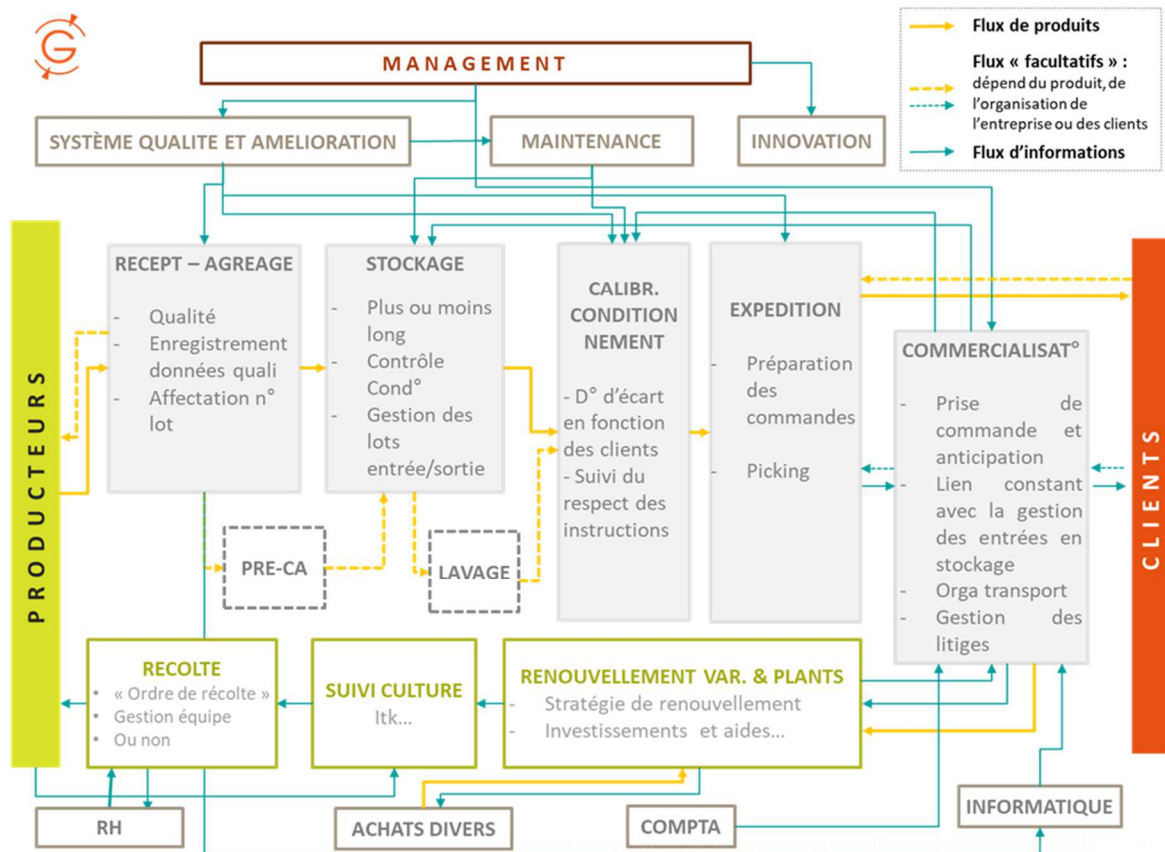 G
MANAGEMENT
Flux de produits
Flux « facultatifs » :
dépend du produit, de
l'organisation de
l'entreprise ou des clients
Flux d'informations
SYSTÈME QUALITE ET AMELIORATION
MAINTENANCE
INNOVATION
PRODUCTEURS
RECEPT – AGREAGE
- Qualité
- Enregistrement
données quali
- Affectation n°
lot
STOCKAGE
- Plus ou moins
long
- Contrôle
Cond°
- Gestion des
lots
entrée/sortie
CALIBR.
CONDITION
NEMENT
- D° d'écart
en fonction
des clients
- Suivi du
respect des
instructions
EXPEDITION
- Préparation
des
commandes
- Picking
COMMERCIALISAT°
- Prise de
commande et
anticipation
- Lien constant
avec la gestion
des entrées en
stockage
- Orga transport
- Gestion des
litiges
CLIENTS
PRE-CA
LAVAGE
RECOLTE
• « Ordre de récolte »
• Gestion équipe
• Ou non
SUIVI CULTURE
Itk...
RENOUVELLEMENT VAR. & PLANTS
- Stratégie de renouvellement
- Investissements et aides...
RH
ACHATS DIVERS
COMPTA
INFORMATIQUE